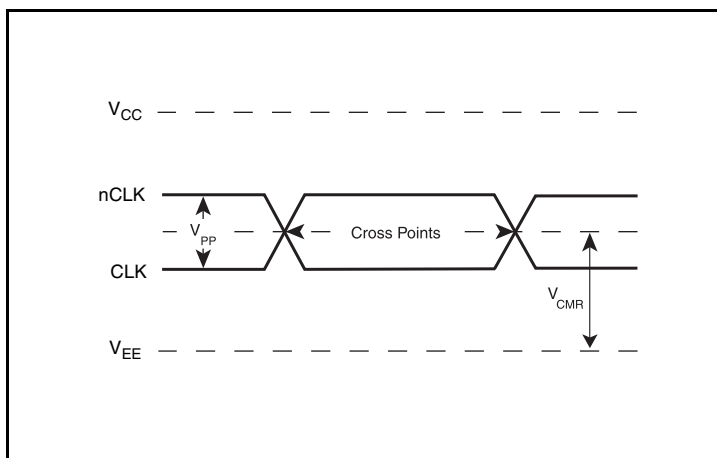 VCC
nCLK
VPP
Cross Points
CLK
VCMR
VEE